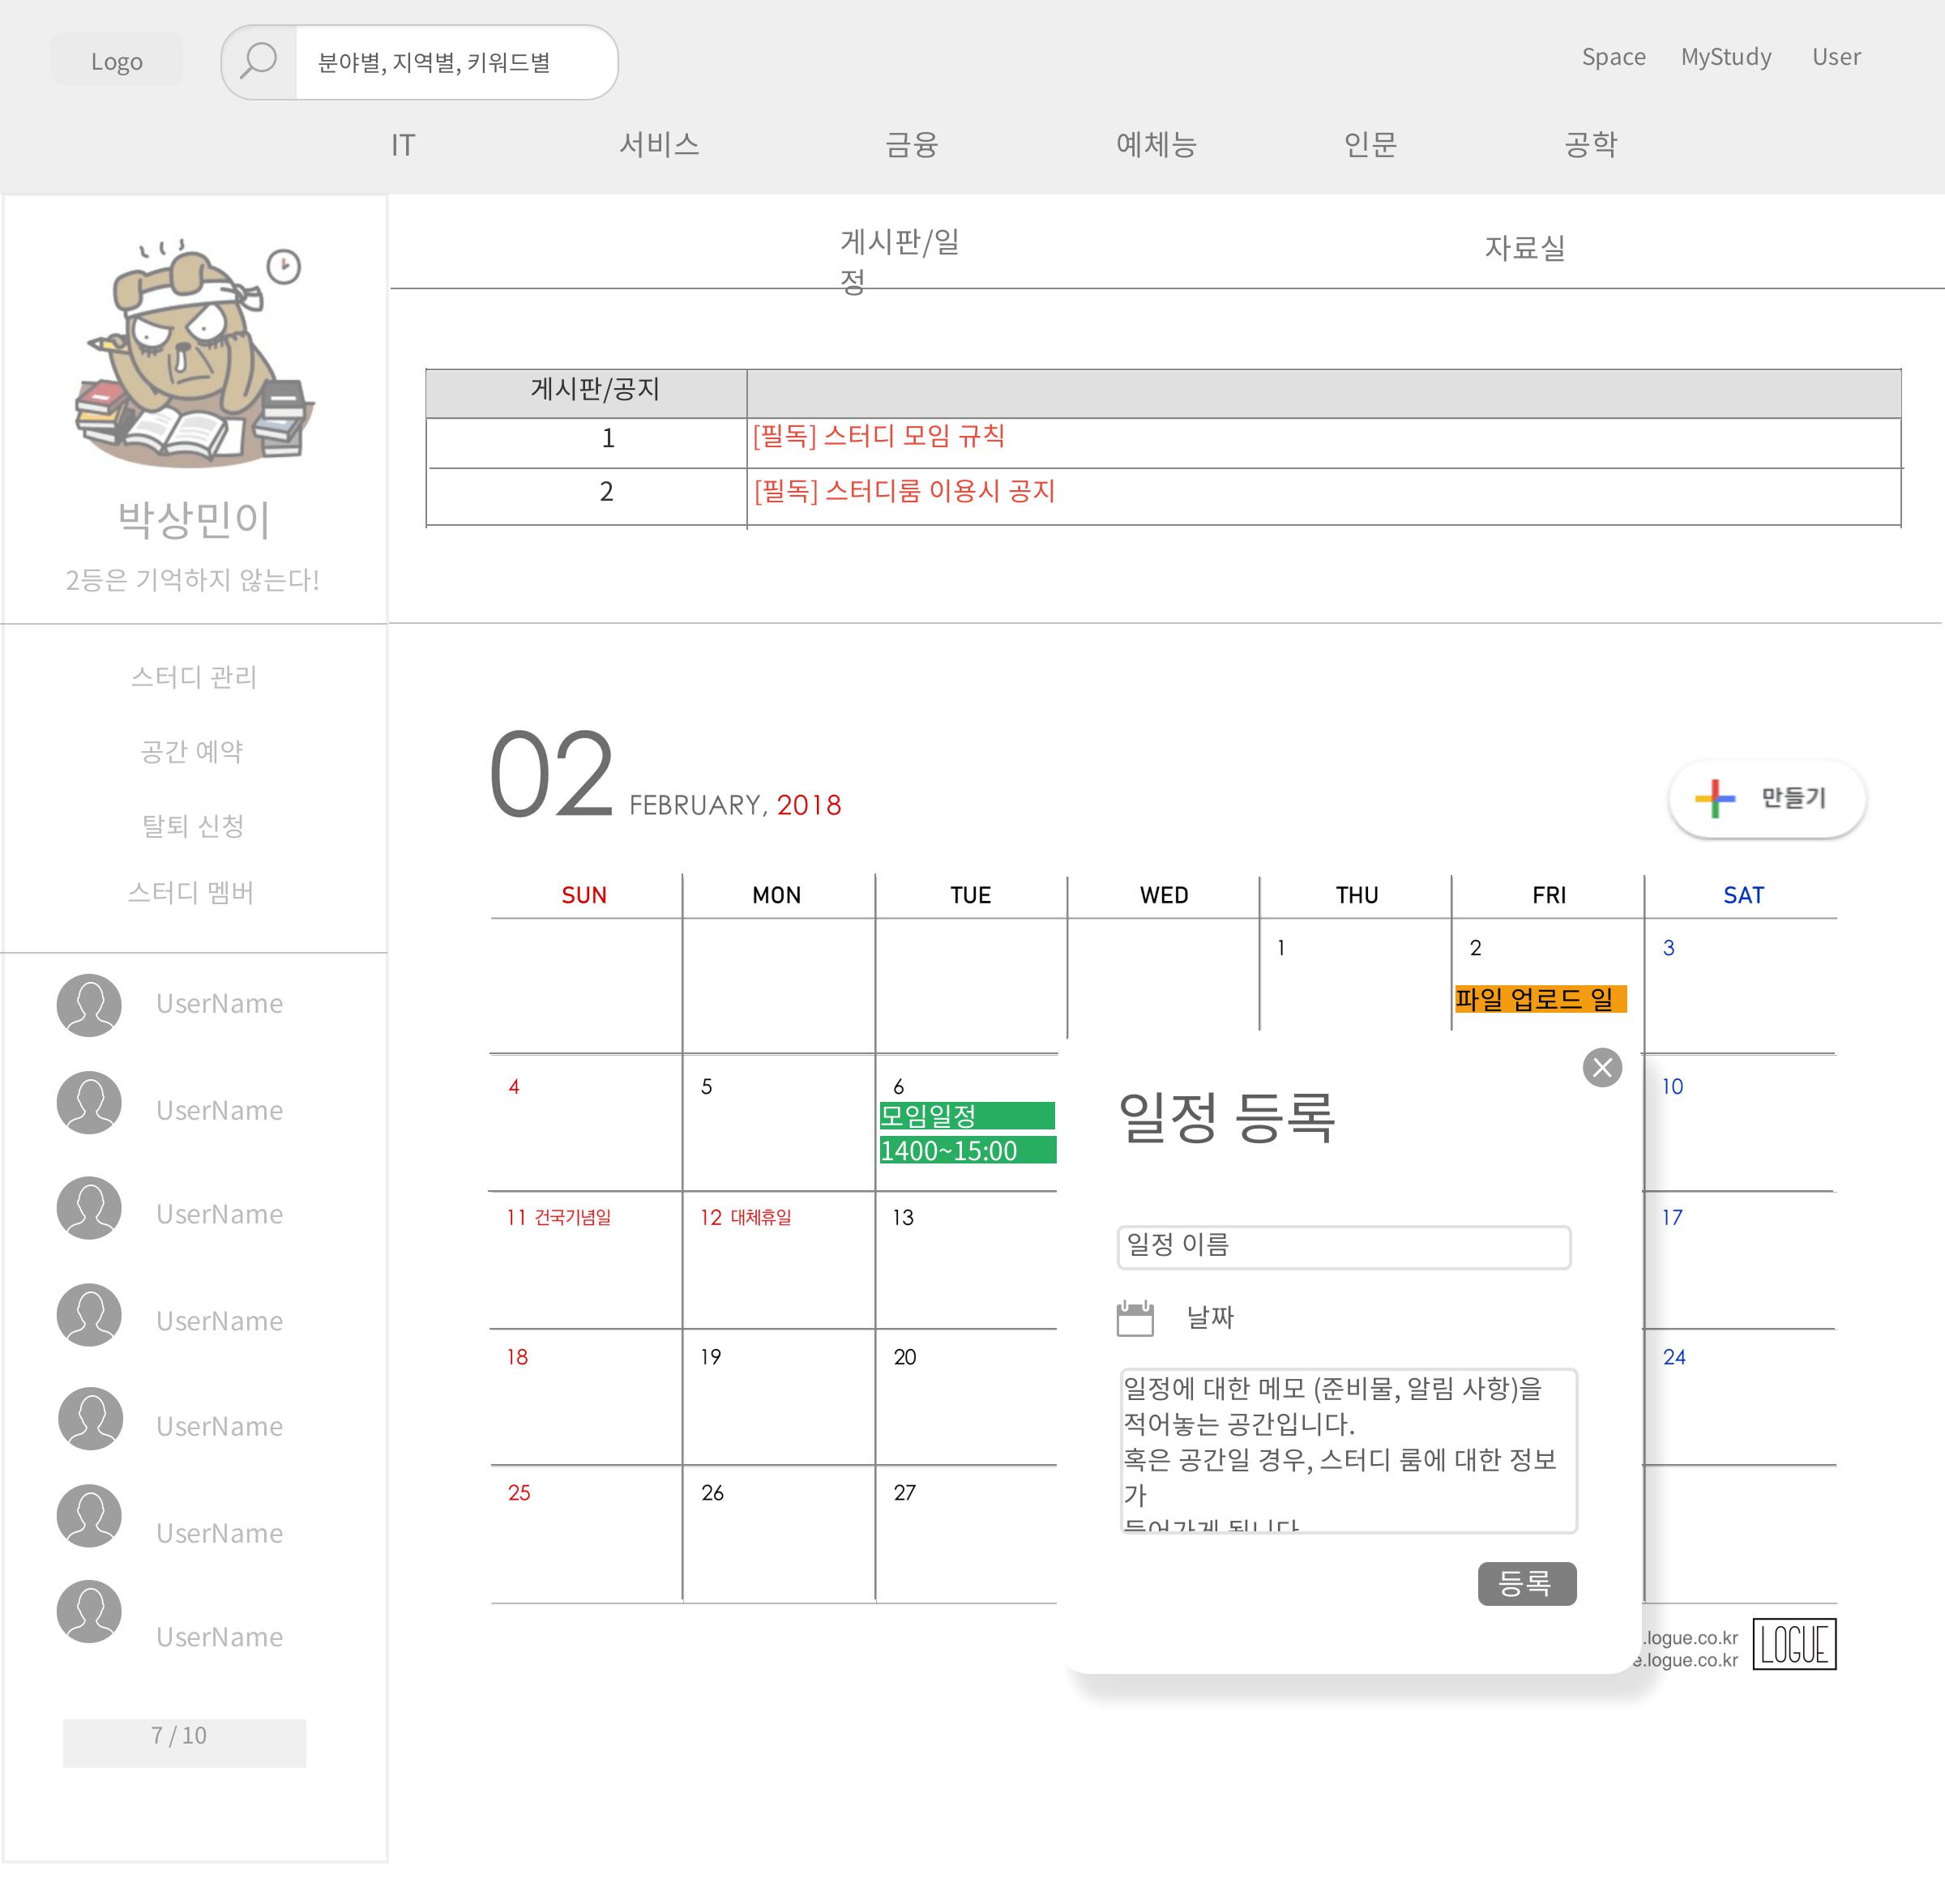 Logo
분야별, 지역별, 키워드별
Space MyStudy User
IT 서비스 금융 예체능 인문 공학
박상민이
2등은 기억하지 않는다!
스터디 관리
공간 예약
탈퇴 신청
스터디 멤버
UserName
UserName
UserName
UserName
UserName
UserName
UserName
7 / 10
게시판/일
정
자료실
게시판/공지
1 [필독] 스터디 모임 규칙
2 [필독] 스터디룸 이용시 공지
02 FEBRUARY, 2018
만들기
SUN MON TUE WED THU FRI SAT
1 2 3
파일 업로드 일
4 5 6 10
모임일정
1400~15:00
11 건국기념일 12 대체휴일 13 17
18 19 20 24
25 26 27
일정 등록
일정 이름
날짜
일정에 대한 메모 (준비물, 알림 사항)을
적어놓는 공간입니다.
혹은 공간일 경우, 스터디 룸에 대한 정보
가
들어가게 됩니다
등록
.logue.co.kr
e.logue.co.kr
LOGUE